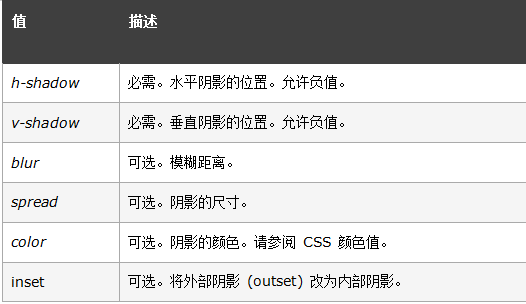 值 描述
h-shadow 必需。水平阴影的位置。允许负值。
v-shadow 必需。垂直阴影的位置。允许负值。
blur 可选。模糊距离。
spread 可选。阴影的尺寸。
color 可选。阴影的颜色。请参阅 CSS 颜色值。
inset 可选。将外部阴影 (outset) 改为内部阴影。